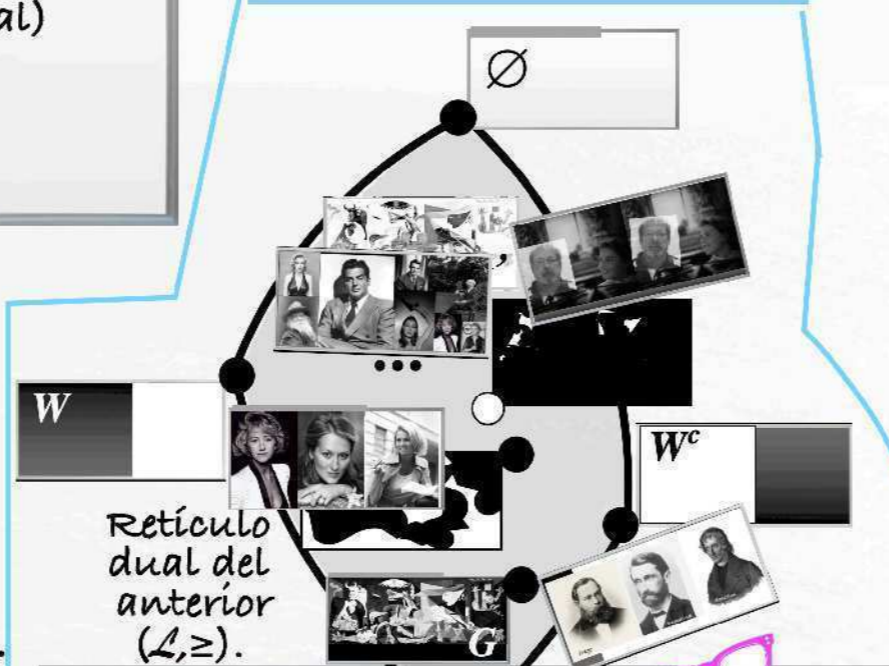 al)
∅
,
...
W
Wᶜ
Retículo
dual del
anterior
(ℒ,≥).
G